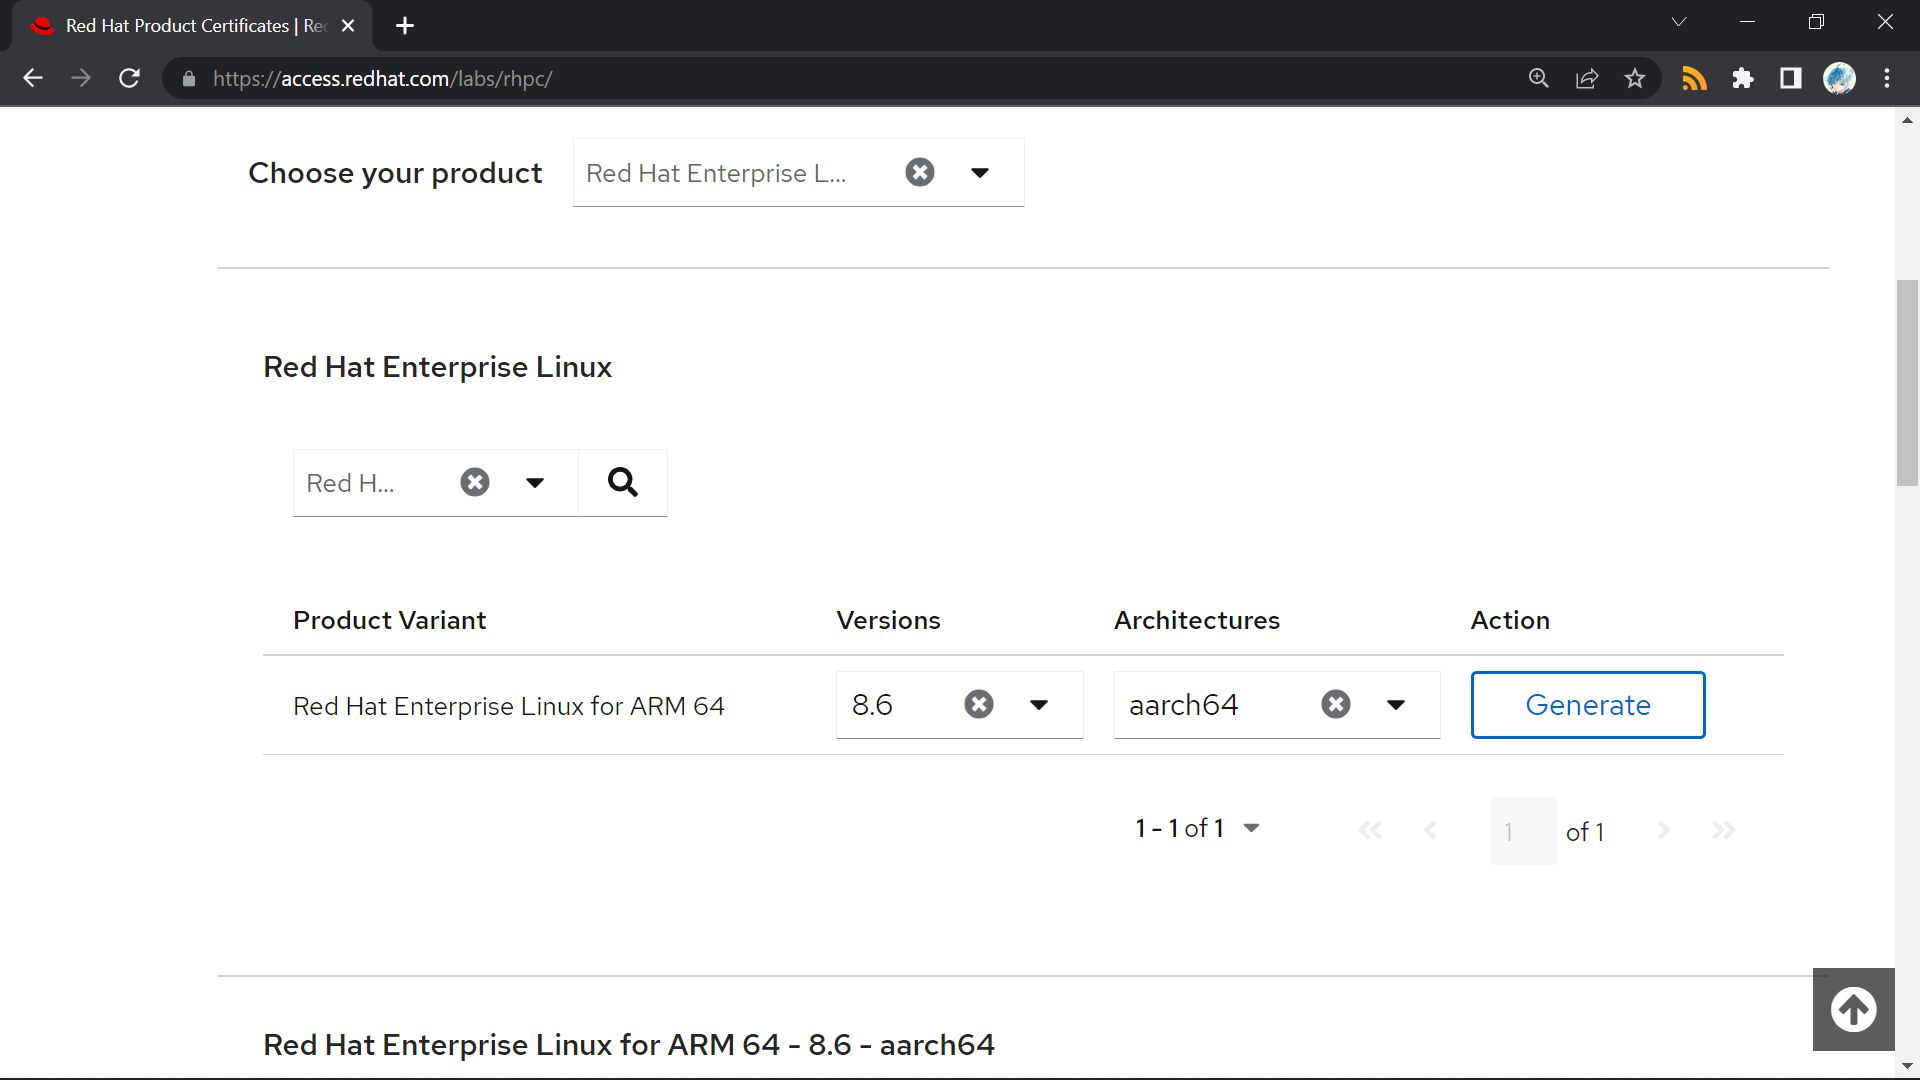 Red Hat Product Certificates | Re
https://access.redhat.com/labs/rhpc/
Choose your product
Red Hat Enterprise L...
Red Hat Enterprise Linux
Red H...
Product Variant Versions Architectures Action
Red Hat Enterprise Linux for ARM 64 8.6 aarch64 Generate
1 - 1 of 1 1 of 1
Red Hat Enterprise Linux for ARM 64 - 8.6 - aarch64